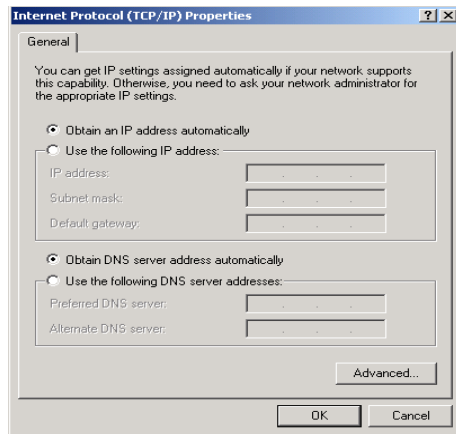 Internet Protocol (TCP/IP) Properties
General
You can get IP settings assigned automatically if your network supports
this capability. Otherwise, you need to ask your network administrator for
the appropriate IP settings.
Obtain an IP address automatically
Use the following IP address:
IP address:
Subnet mask:
Default gateway:
Obtain DNS server address automatically
Use the following DNS server addresses:
Preferred DNS server:
Alternate DNS server:
Advanced...
OK
Cancel